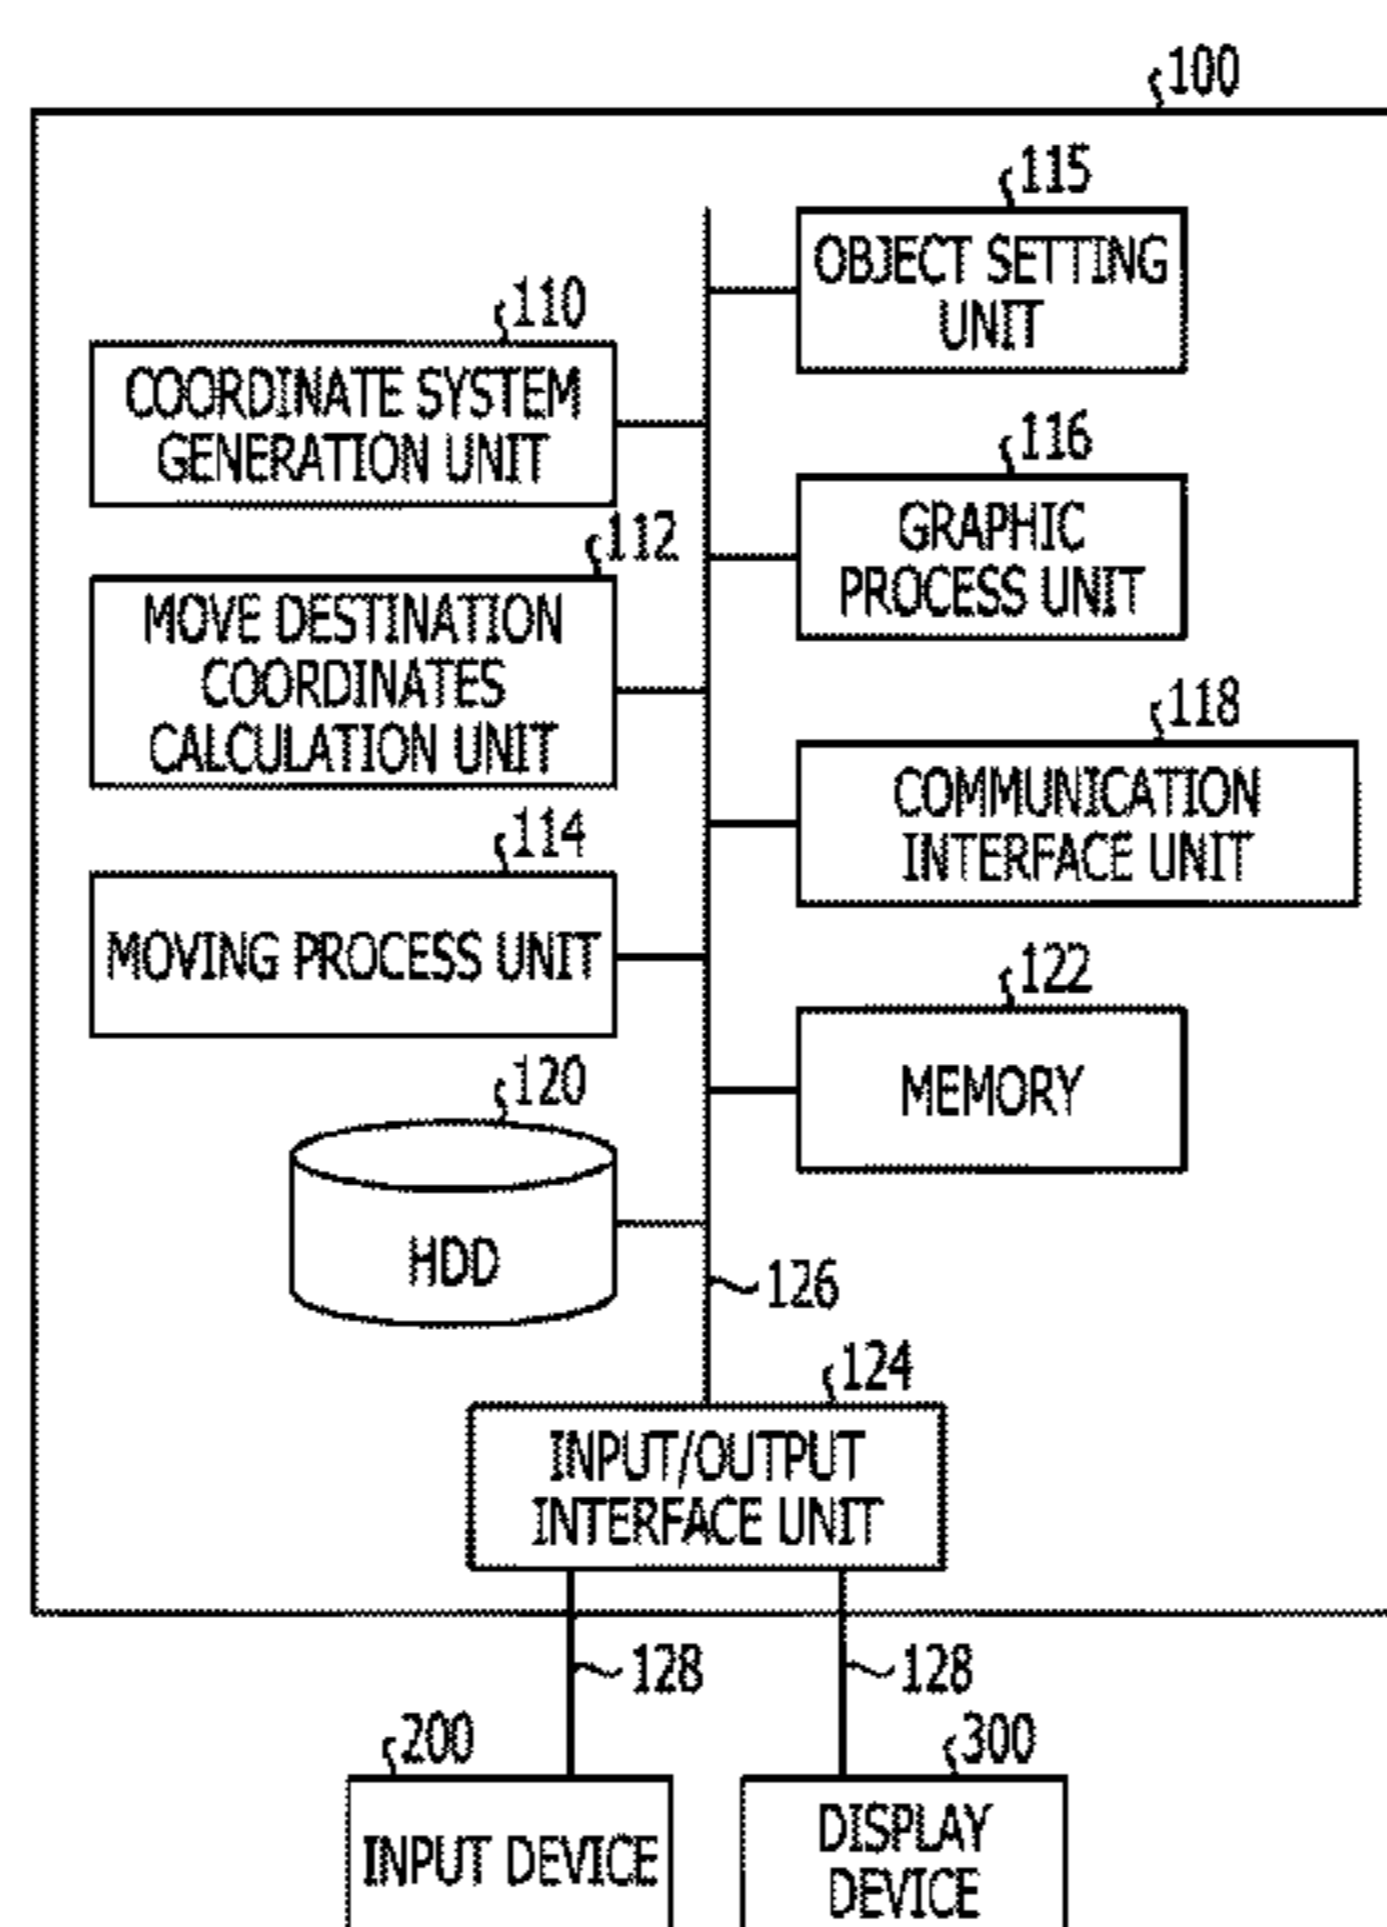 100
115
OBJECT SETTING
UNIT
110
COORDINATE SYSTEM
GENERATION UNIT
116
GRAPHIC
PROCESS UNIT
112
MOVE DESTINATION
COORDINATES
CALCULATION UNIT
118
COMMUNICATION
INTERFACE UNIT
114
MOVING PROCESS UNIT
122
MEMORY
120
HDD
126
124
INPUT/OUTPUT
INTERFACE UNIT
128
128
200
INPUT DEVICE
300
DISPLAY
DEVICE